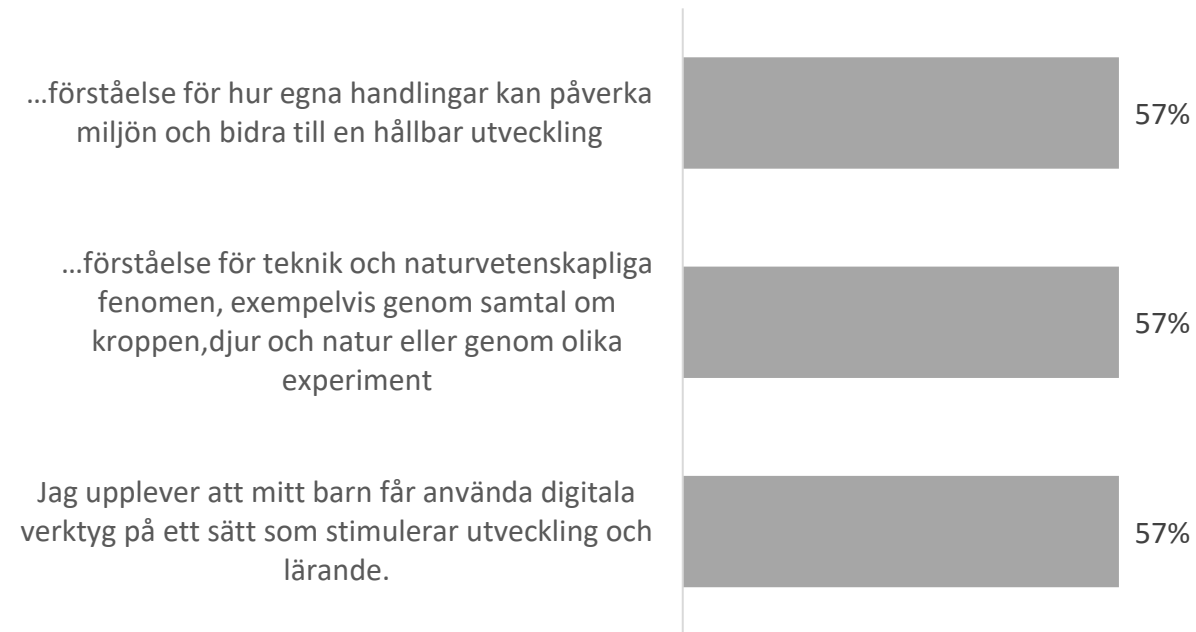 ...förståelse för hur egna handlingar kan påverka
miljön och bidra till en hållbar utveckling
57%
...förståelse för teknik och naturvetenskapliga
fenomen, exempelvis genom samtal om
kroppen,djur och natur eller genom olika
experiment
57%
Jag upplever att mitt barn får använda digitala
verktyg på ett sätt som stimulerar utveckling och
lärande.
57%